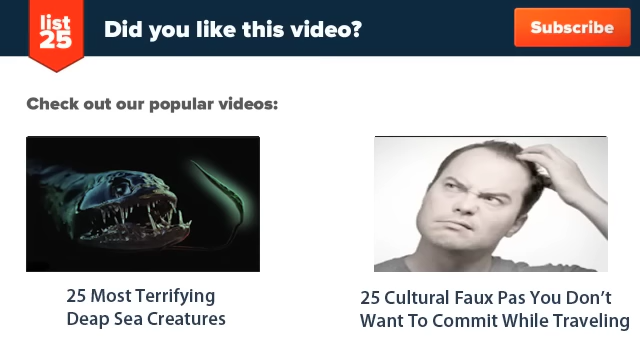 list
25
Did you like this video?
Subscribe
Check out our popular videos:
25 Most Terrifying
Deap Sea Creatures
25 Cultural Faux Pas You Don't
Want To Commit While Traveling